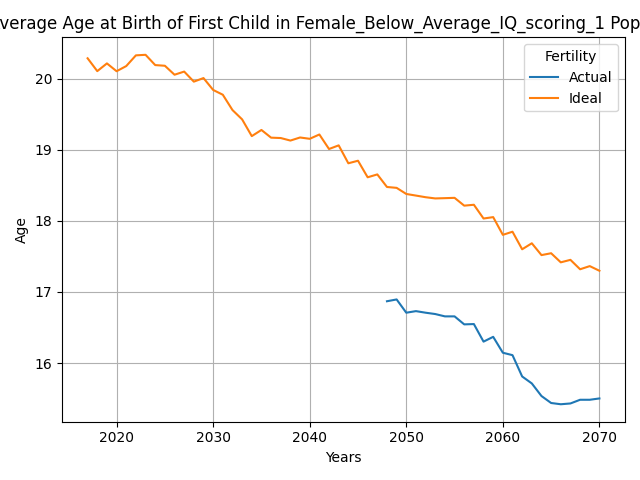 verage Age at Birth of First Child in Female_Below_Average_IQ_scoring_1 Pop
Fertility
Actual
Ideal
20
19
18
17
16
Age
2020
2030
2040
2050
2060
2070
Years